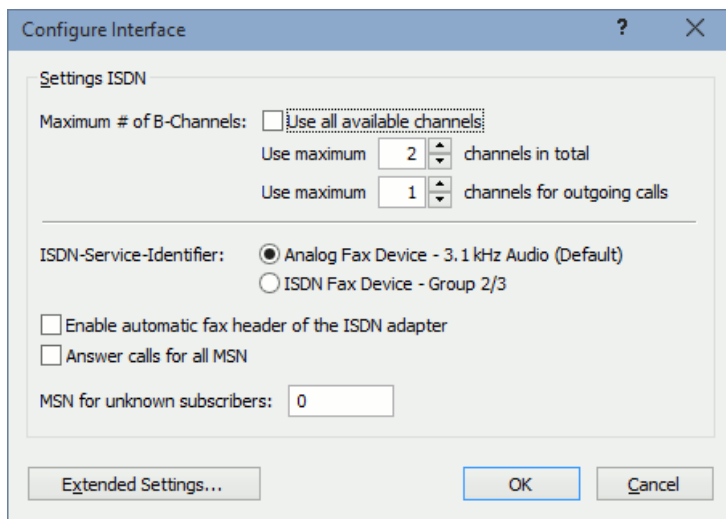 Configure Interface ?
Settings ISDN
Maximum # of B-Channels: Use all available channels
Use maximum 2 channels in total
Use maximum 1 channels for outgoing calls
ISDN-Service-Identifier: Analog Fax Device - 3.1 kHz Audio (Default)
ISDN Fax Device - Group 2/3
Enable automatic fax header of the ISDN adapter
Answer calls for all MSN
MSN for unknown subscribers: 0
Extended Settings... OK Cancel